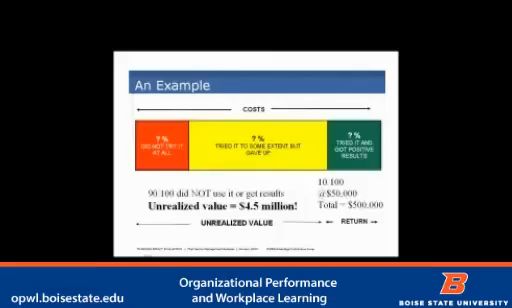 An Example
COSTS
? %
DID NOT TRY IT
AT ALL
? %
TRIED IT TO SOME EXTENT BUT
GAVE UP
? %
TRIED IT AND
GOT POSITIVE
RESULTS
90 100 did NOT use it or get results
Unrealized value = $4.5 million!
10.100
@$50,000
Total = $500,000
UNREALIZED VALUE
RETURN
opwl.boisestate.edu
Organizational Performance
and Workplace Learning
B
BOISE STATE UNIVERSITY